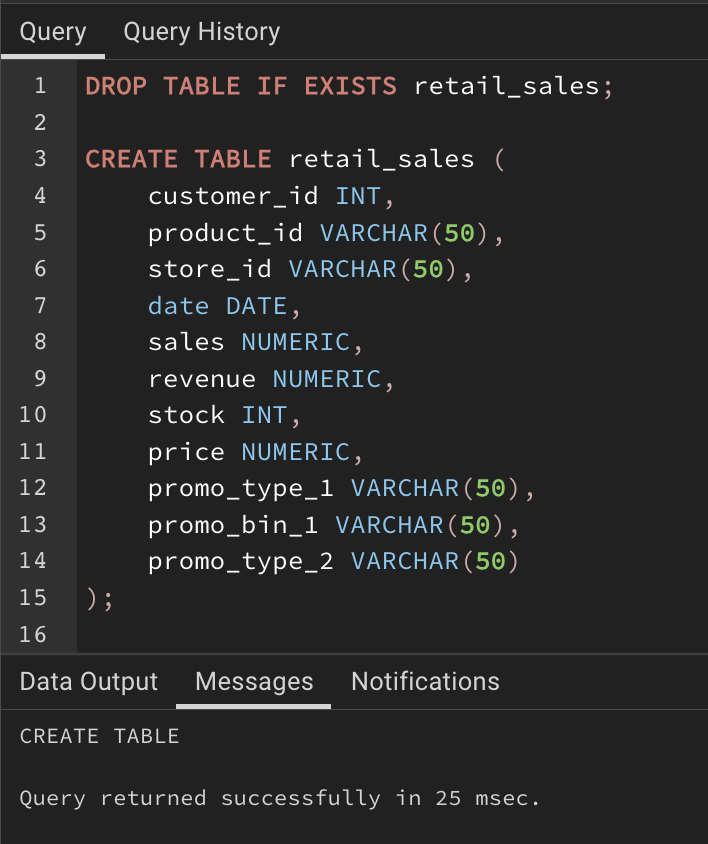 Query Query History
1 DROP TABLE IF EXISTS retail_sales;
2
3 CREATE TABLE retail_sales (
4 customer_id INT,
5 product_id VARCHAR(50),
6 store_id VARCHAR(50),
7 date DATE,
8 sales NUMERIC,
9 revenue NUMERIC,
10 stock INT,
11 price NUMERIC,
12 promo_type_1 VARCHAR(50),
13 promo_bin_1 VARCHAR(50),
14 promo_type_2 VARCHAR(50)
15 );
16
Data Output Messages Notifications
CREATE TABLE
Query returned successfully in 25 msec.